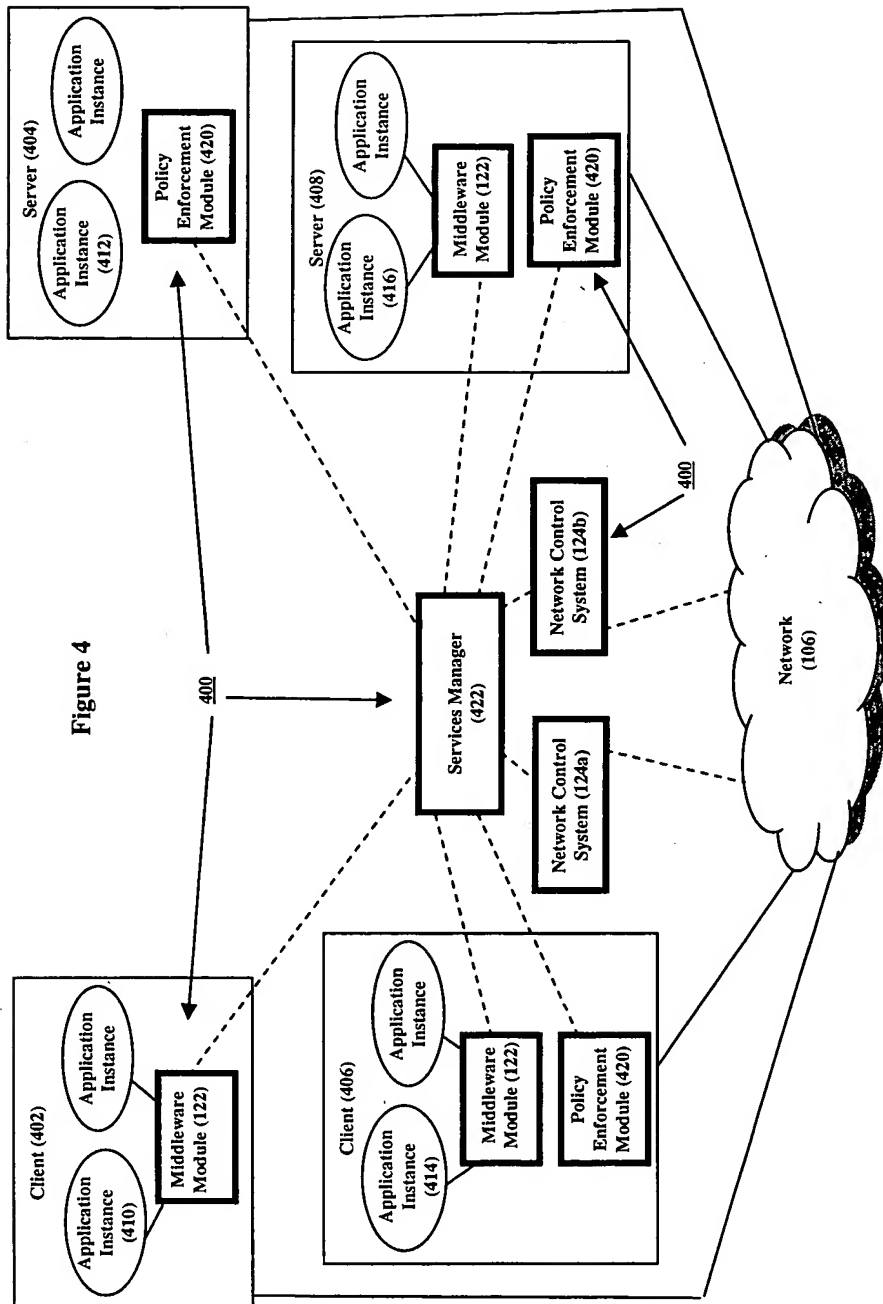 Figure 4
Client (402)
Application
Instance
(410)
Application
Instance
Middleware
Module (122)
400
Server (404)
Application
Instance
(412)
Application
Instance
Policy
Enforcement
Module (420)
Client (406)
Application
Instance
(414)
Application
Instance
Middleware
Module (122)
Policy
Enforcement
Module (420)
Services Manager
(422)
Server (408)
Application
Instance
(416)
Application
Instance
Middleware
Module (122)
Policy
Enforcement
Module (420)
Network Control
System (124a)
Network Control
System (124b)
400
Network
(106)